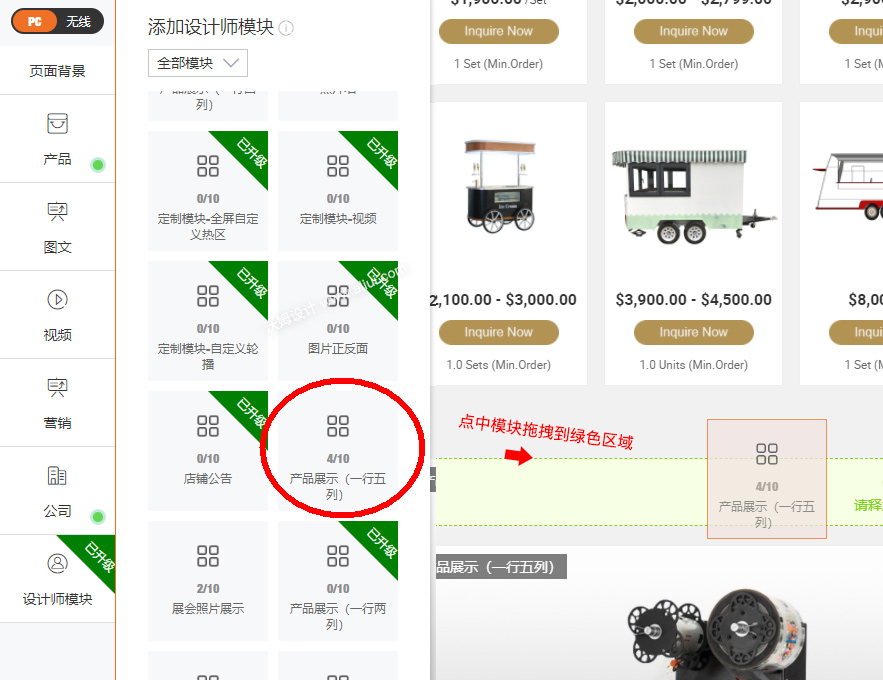 PC 无线
页面背景
产品
图文
视频
营销
公司
已升级
设计师模块
添加设计师模块
全部模块
列）
已升级
0/10
定制模块-全屏自定
义热区
已升级
0/10
定制模块-视频
已升级
0/10
定制模块-自定义轮
播
已升级
0/10
图片正反面
已升级
0/10
店铺公告
4/10
产品展示（一行五
列）
2/10
展会照片展示
已升级
0/10
产品展示（一行两
列）
$1,900.00 /Set
Inquire Now
1 Set (Min.Order)
Inquire Now
1 Set (Min.Order)
Inqu
1 Set (M
Ice Cream
2,100.00 - $3,000.00
Inquire Now
1.0 Sets (Min.Order)
$3,900.00 - $4,500.00
Inquire Now
1.0 Units (Min.Order)
$8,00
Inqu
1 Set (M
点中模块拖拽到绿色区域
4/10
产品展示（一行五
列）
请释
品展示（一行五列）